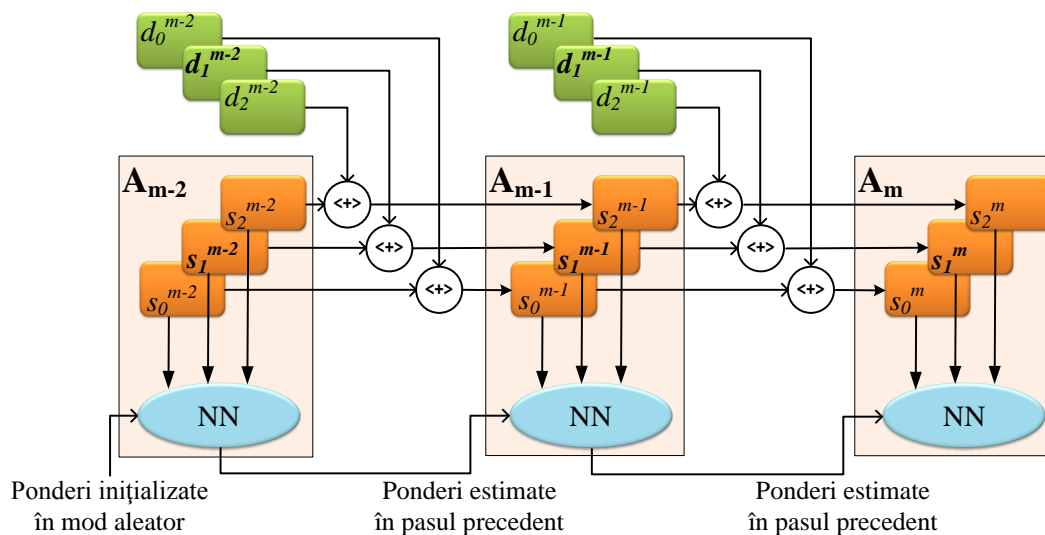 d₀ᵐ⁻² d₀ᵐ⁻¹
d₁ᵐ⁻² d₁ᵐ⁻¹
d₂ᵐ⁻² d₂ᵐ⁻¹
Aₘ₋₂ <+> Aₘ₋₁ <+> Aₘ
s₂ᵐ⁻² s₂ᵐ⁻¹ s₂ᵐ
<+> <+>
s₁ᵐ⁻² s₁ᵐ⁻¹ s₁ᵐ
<+> <+>
s₀ᵐ⁻² s₀ᵐ⁻¹ s₀ᵐ
NN NN NN
Ponderi inițializate
în mod aleator
Ponderi estimate
în pasul precedent
Ponderi estimate
în pasul precedent